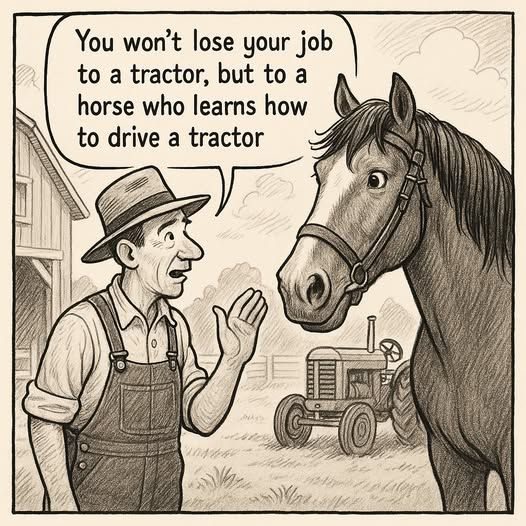 You won't lose your job
to a tractor, but to a
horse who learns how
to drive a tractor